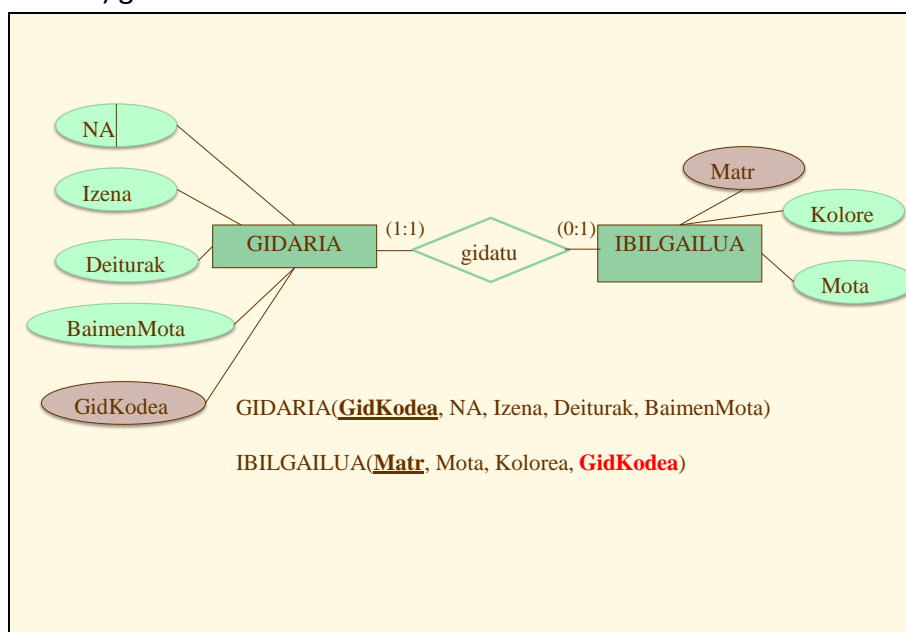 NA
Izena
Deiturak
BaimenMota
GidKodea
GIDARIA
(1:1)
gidatu
(0:1)
IBILGAILUA
Matr
Kolore
Mota
GIDARIA(GidKodea, NA, Izena, Deiturak, BaimenMota)
IBILGAILUA(Matr, Mota, Kolorea, GidKodea)